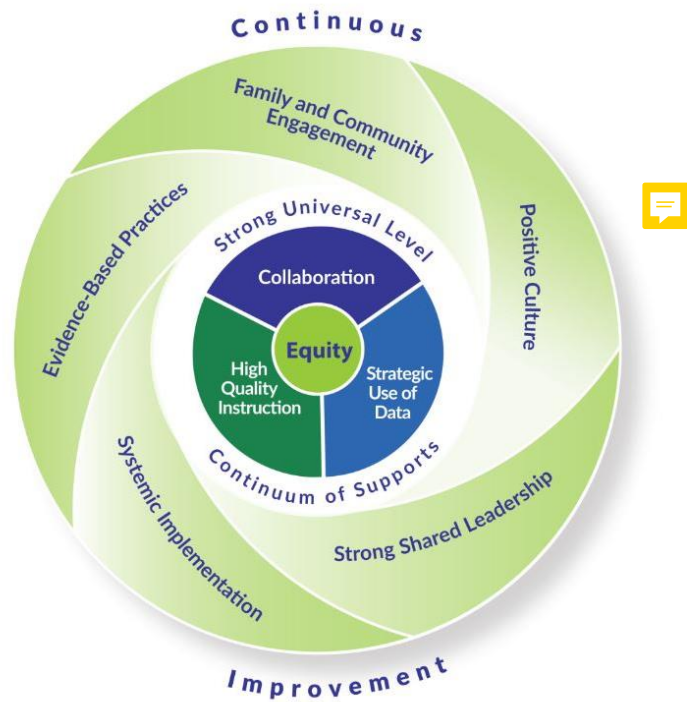 Continuous
Family and Community
Engagement
Positive Culture
Evidence-Based Practices
Strong Universal Level
Collaboration
Equity
High
Quality
Instruction
Strategic
Use of
Data
Continuum of Supports
Systemic Implementation
Strong Shared Leadership
Improvement